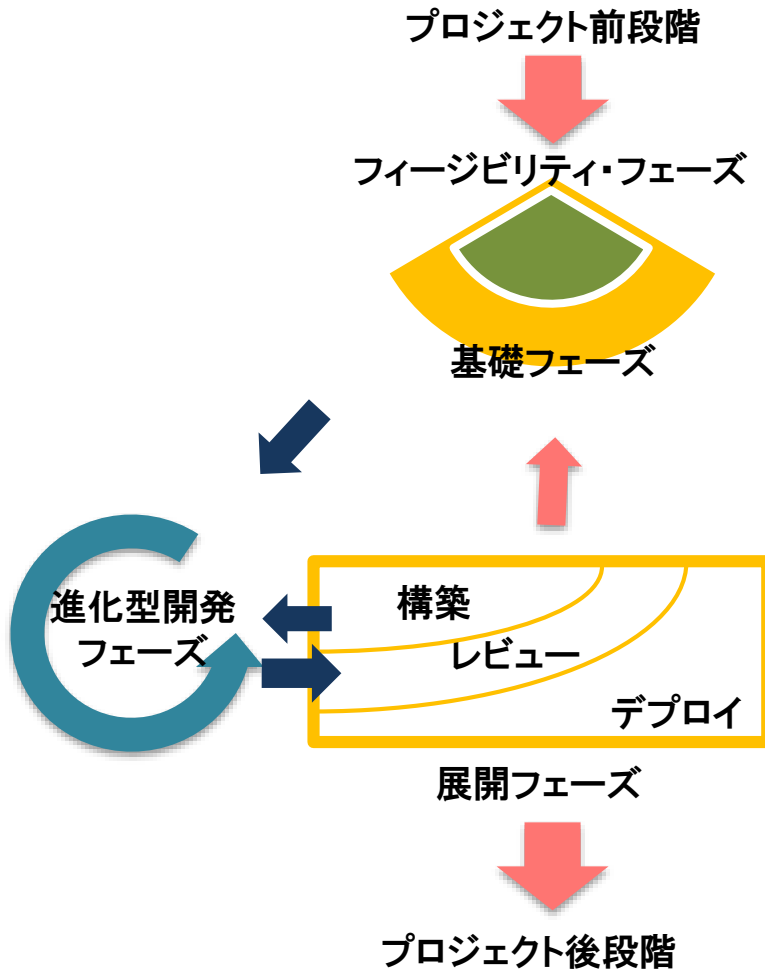 プロジェクト前段階
フィージビリティ・フェーズ
基礎フェーズ
進化型開発
フェーズ
構築
レビュー
デプロイ
展開フェーズ
プロジェクト後段階